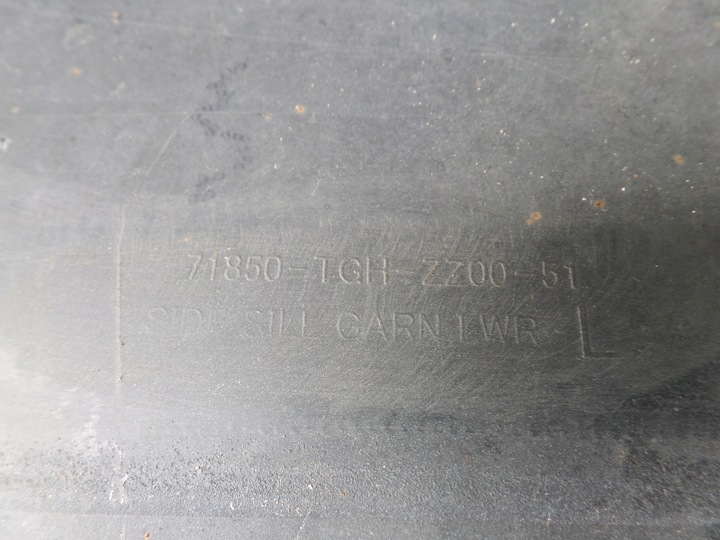 71850-TGH-ZZ00-51
SIDE SILL GARN LWR L